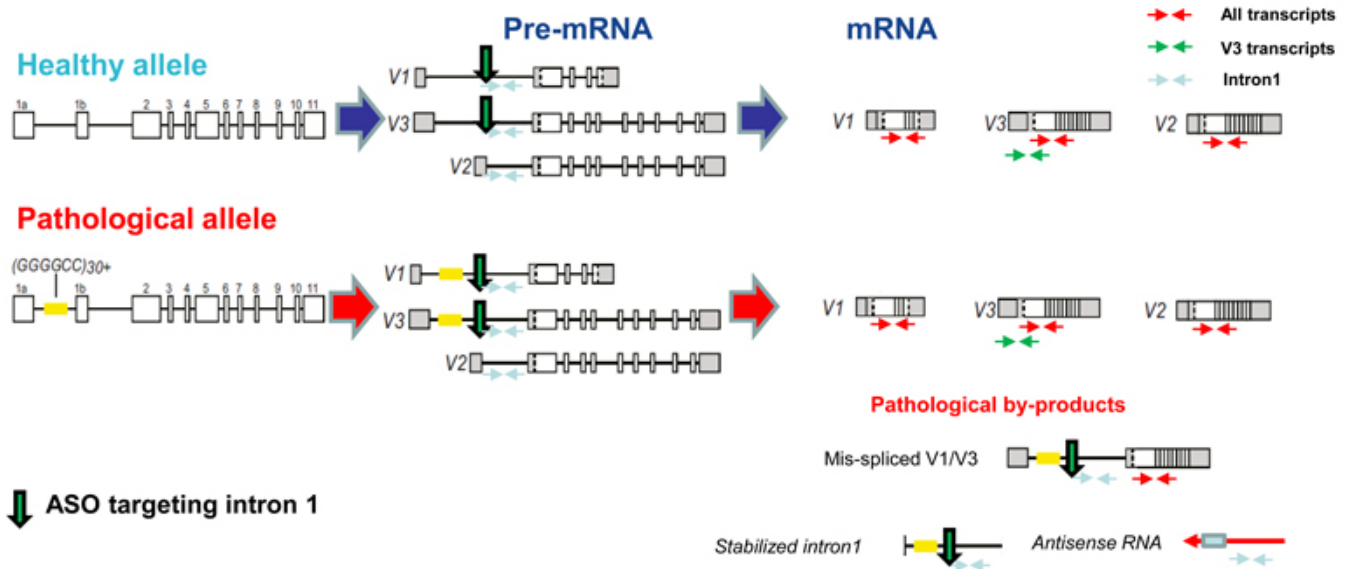 Pre-mRNA
mRNA
All transcripts
V3 transcripts
Intron1
Healthy allele
1a 1b 2 3 4 5 6 7 8 9 10 11
V1
V3
V2
V1
V3
V2
Pathological allele
(GGGGCC)30+
1a 1b 2 3 4 5 6 7 8 9 10 11
V1
V3
V2
V1
V3
V2
Pathological by-products
Mis-spliced V1/V3
ASO targeting intron 1
Stabilized intron1
Antisense RNA